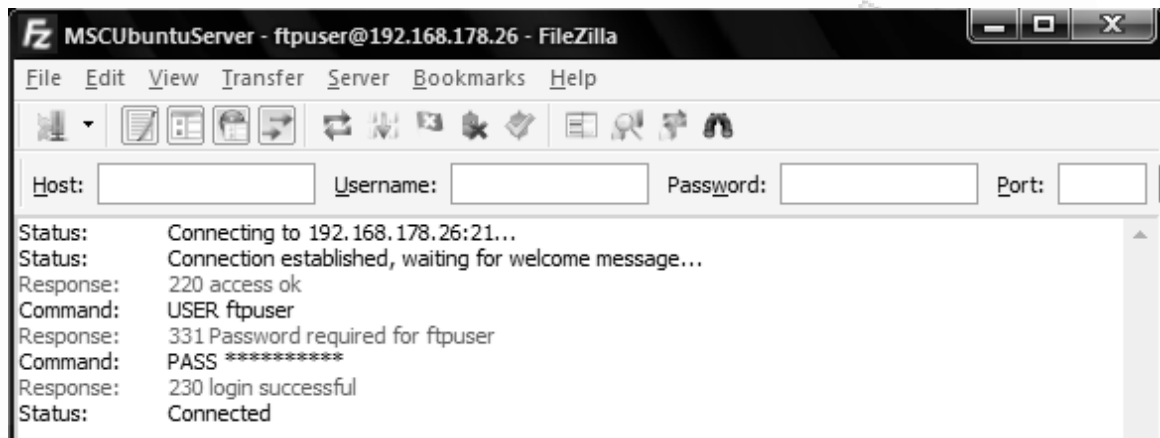 Fz MSCUbuntuServer - ftpuser@192.168.178.26 - FileZilla
File Edit View Transfer Server Bookmarks Help
Host: Username: Password: Port:
Status: Connecting to 192.168.178.26:21...
Status: Connection established, waiting for welcome message...
Response: 220 access ok
Command: USER ftpuser
Response: 331 Password required for ftpuser
Command: PASS **********
Response: 230 login successful
Status: Connected